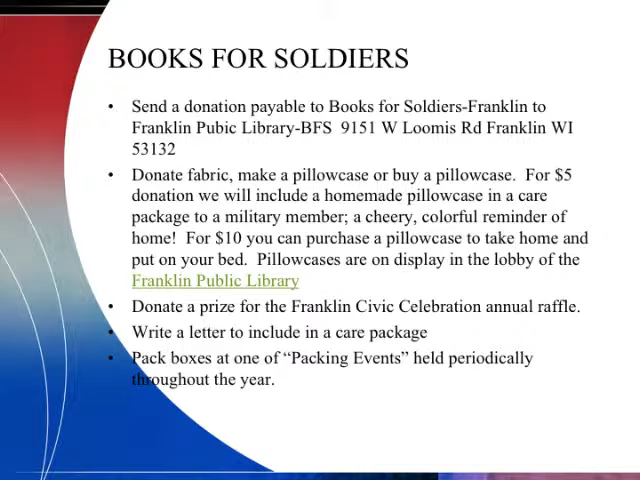 BOOKS FOR SOLDIERS
• Send a donation payable to Books for Soldiers-Franklin to
Franklin Pubic Library-BFS  9151 W Loomis Rd Franklin WI
53132
• Donate fabric, make a pillowcase or buy a pillowcase.  For $5
donation we will include a homemade pillowcase in a care
package to a military member; a cheery, colorful reminder of
home!  For $10 you can purchase a pillowcase to take home and
put on your bed.  Pillowcases are on display in the lobby of the
Franklin Public Library
• Donate a prize for the Franklin Civic Celebration annual raffle.
• Write a letter to include in a care package
• Pack boxes at one of “Packing Events” held periodically
throughout the year.